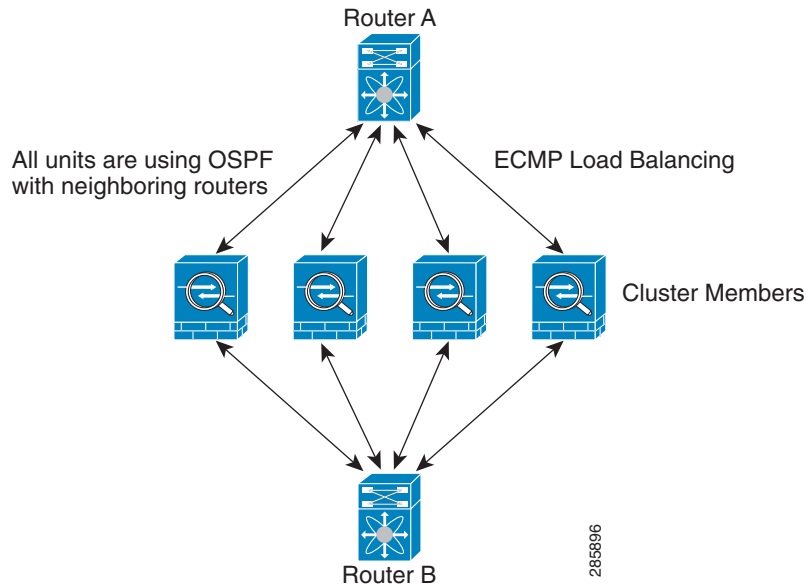 Router A
All units are using OSPF
with neighboring routers
ECMP Load Balancing
Cluster Members
Router B
285896